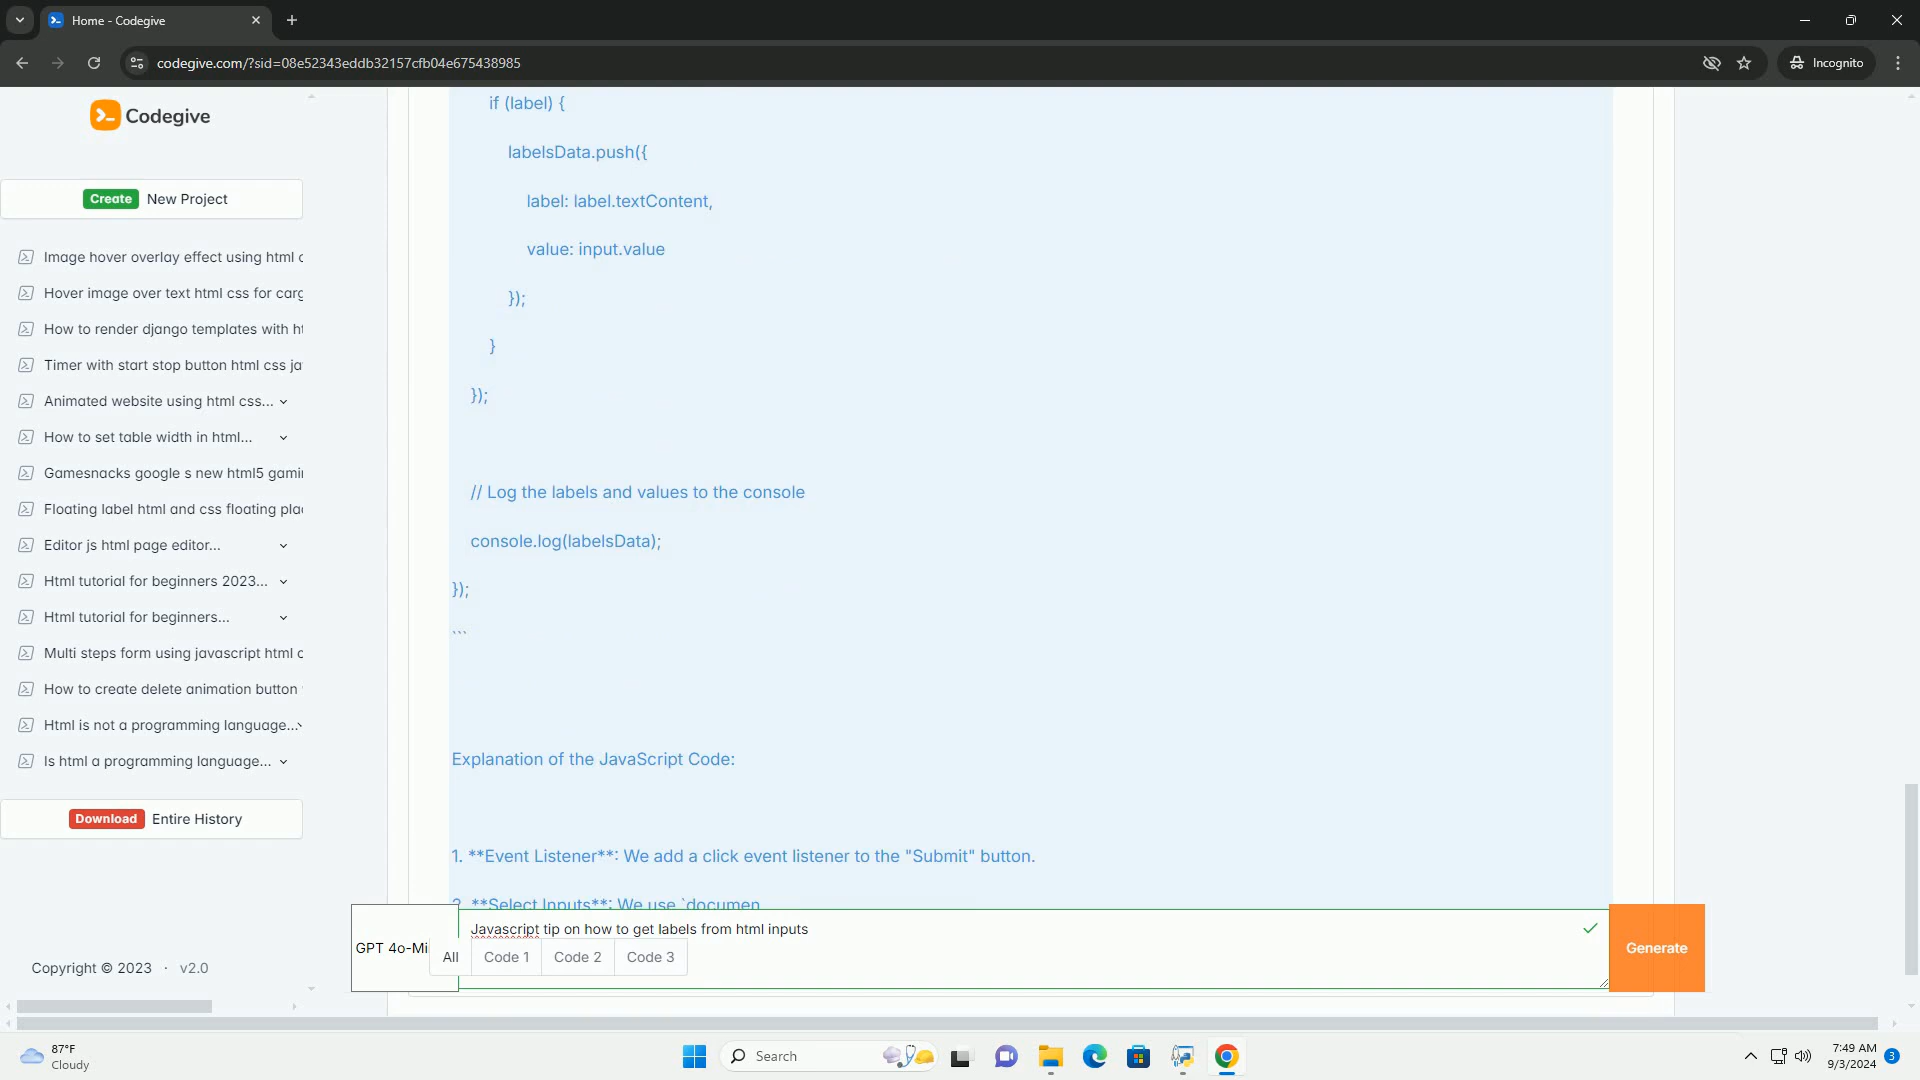 Home - Codegive
codegive.com/?sid=08e52343eddb32157cfb04e675438985
Incognito
Codegive
Create New Project
Image hover overlay effect using html
Hover image over text html css for
How to render django templates with
Timer with start stop button html css
Animated website using html css...
How to set table width in html...
Gamesnacks google s new html5
Floating label html and css floating
Editor js html page editor...
Html tutorial for beginners 2023...
Html tutorial for beginners...
Multi steps form using javascript html
How to create delete animation button
Html is not a programming language...
Is html a programming language...
Download Entire History
Copyright © 2023 · v2.0
if (label) {
labelsData.push({
label: label.textContent,
value: input.value
});
}
});
// Log the labels and values to the console
console.log(labelsData);
});
```
Explanation of the JavaScript Code:
1. **Event Listener**: We add a click event listener to the "Submit" button.
2. **Select Inputs**: We use `documen
Javascript tip on how to get labels from html inputs
GPT 4o-Mi
All Code 1 Code 2 Code 3
Generate
87°F
Cloudy
Search
7:49 AM
9/3/2024
3